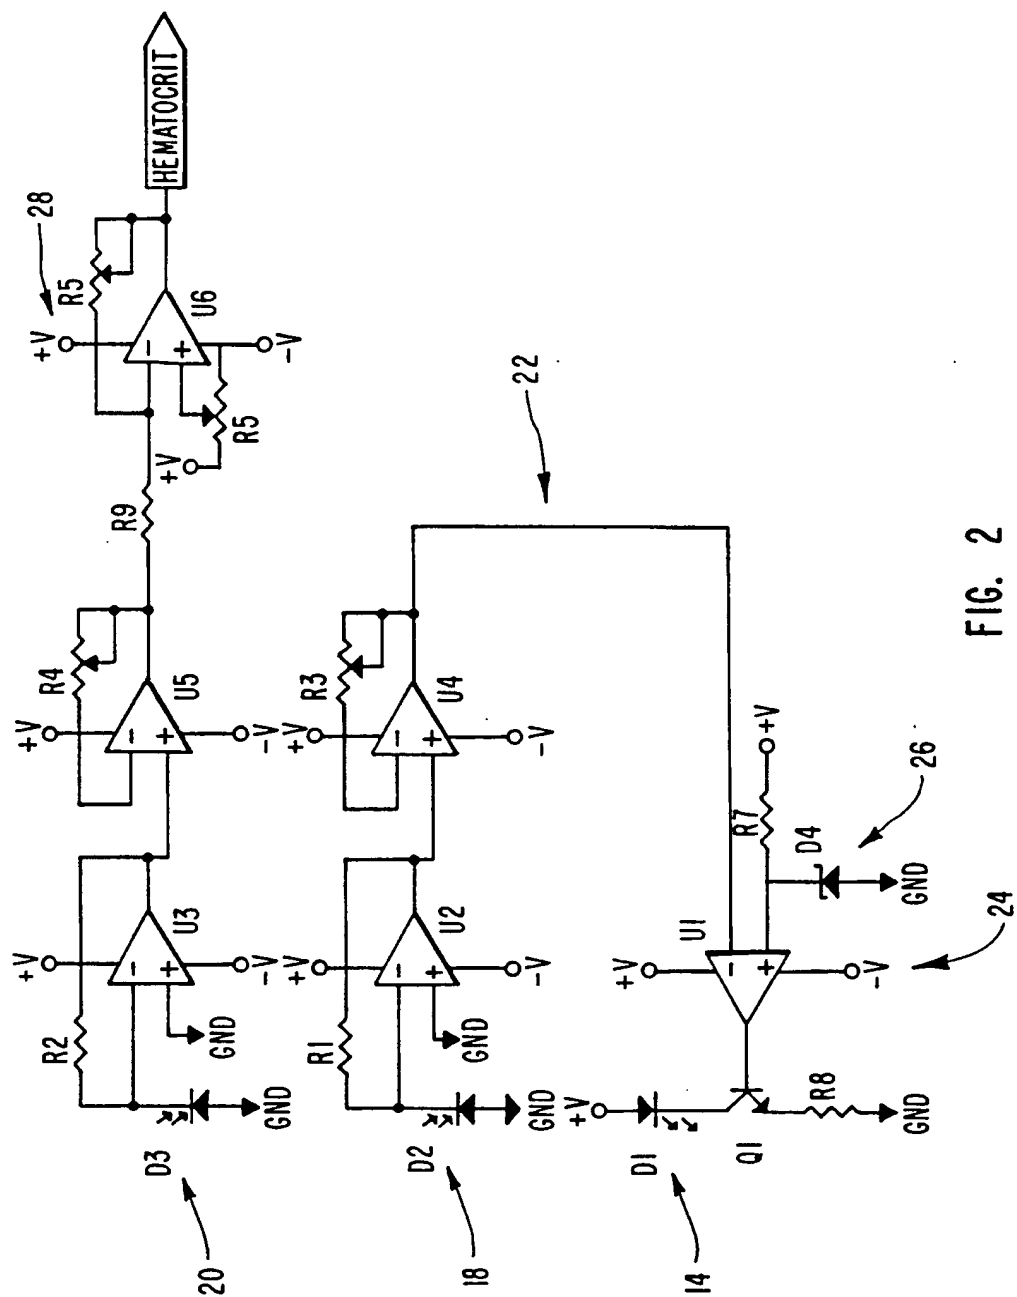 HEMATOCRIT
28
+V
R5
U6
-V
+V
R5
R9
R4
+V
U5
-V
R2
+V
U3
-V
GND
GND
D3
20
22
R3
+V
U4
-V
R1
+V
U2
-V
GND
GND
D2
18
+V
R7
D4
26
GND
U1
+V
-V
24
+V
D1
Q1
R8
GND
14
FIG. 2